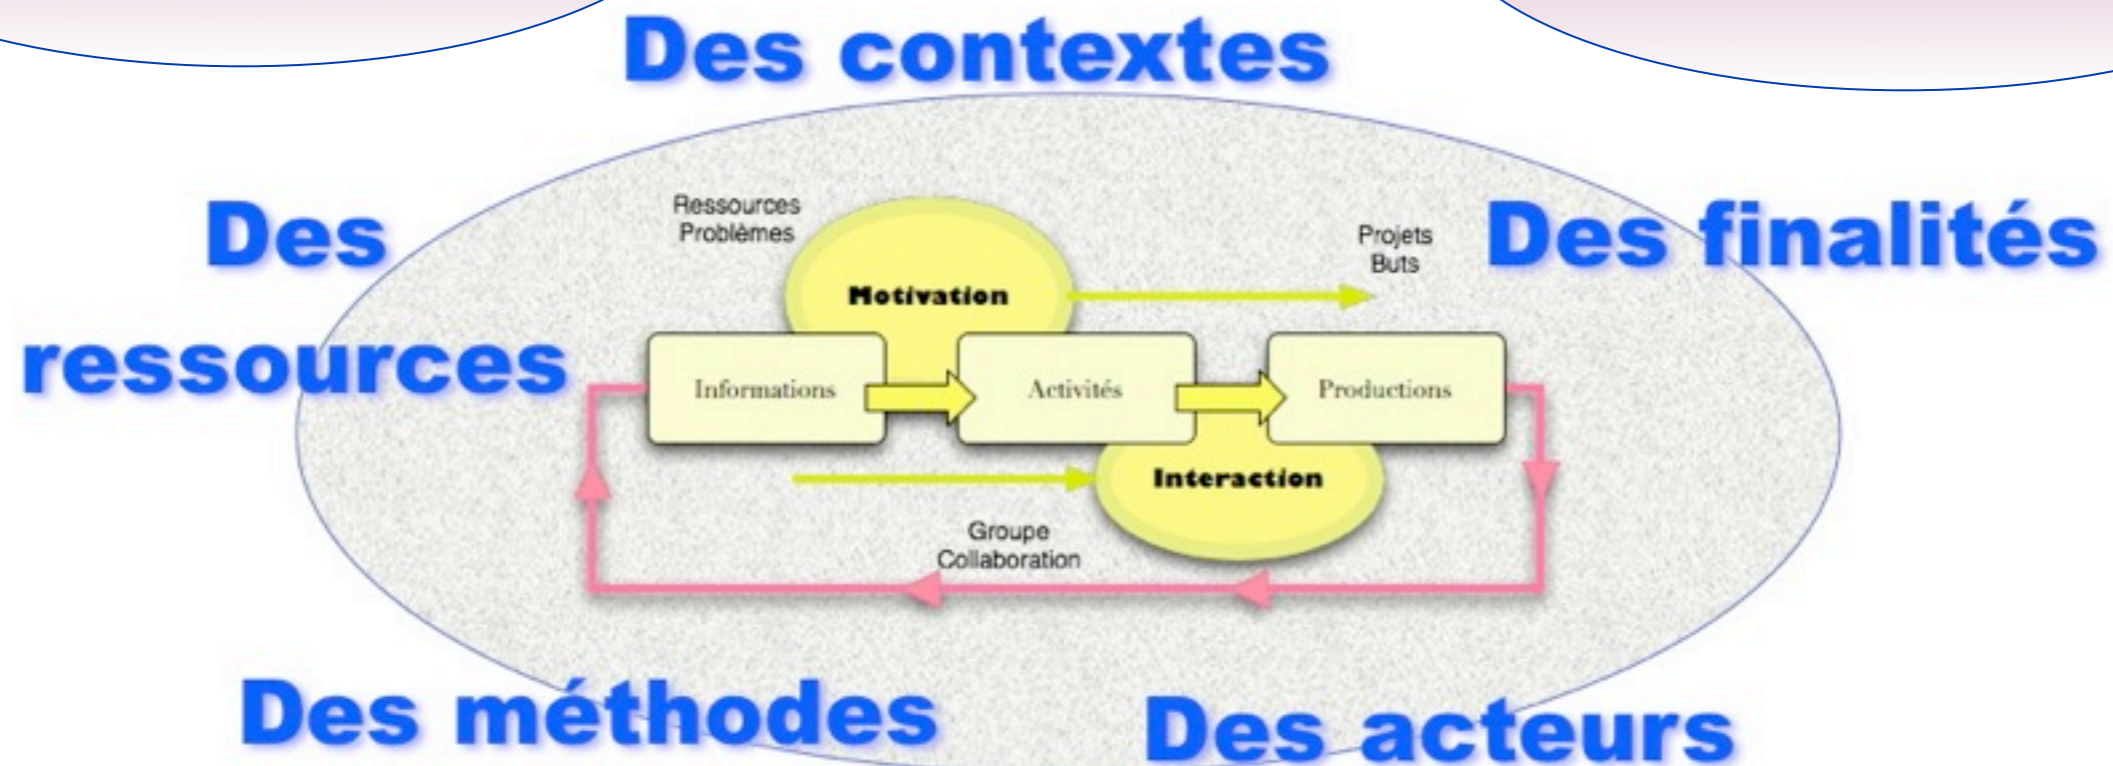 Des contextes
Des
ressources
Des finalités
Ressources
Problèmes
Projets
Buts
Motivation
Informations
Activités
Productions
Interaction
Groupe
Collaboration
Des méthodes
Des acteurs